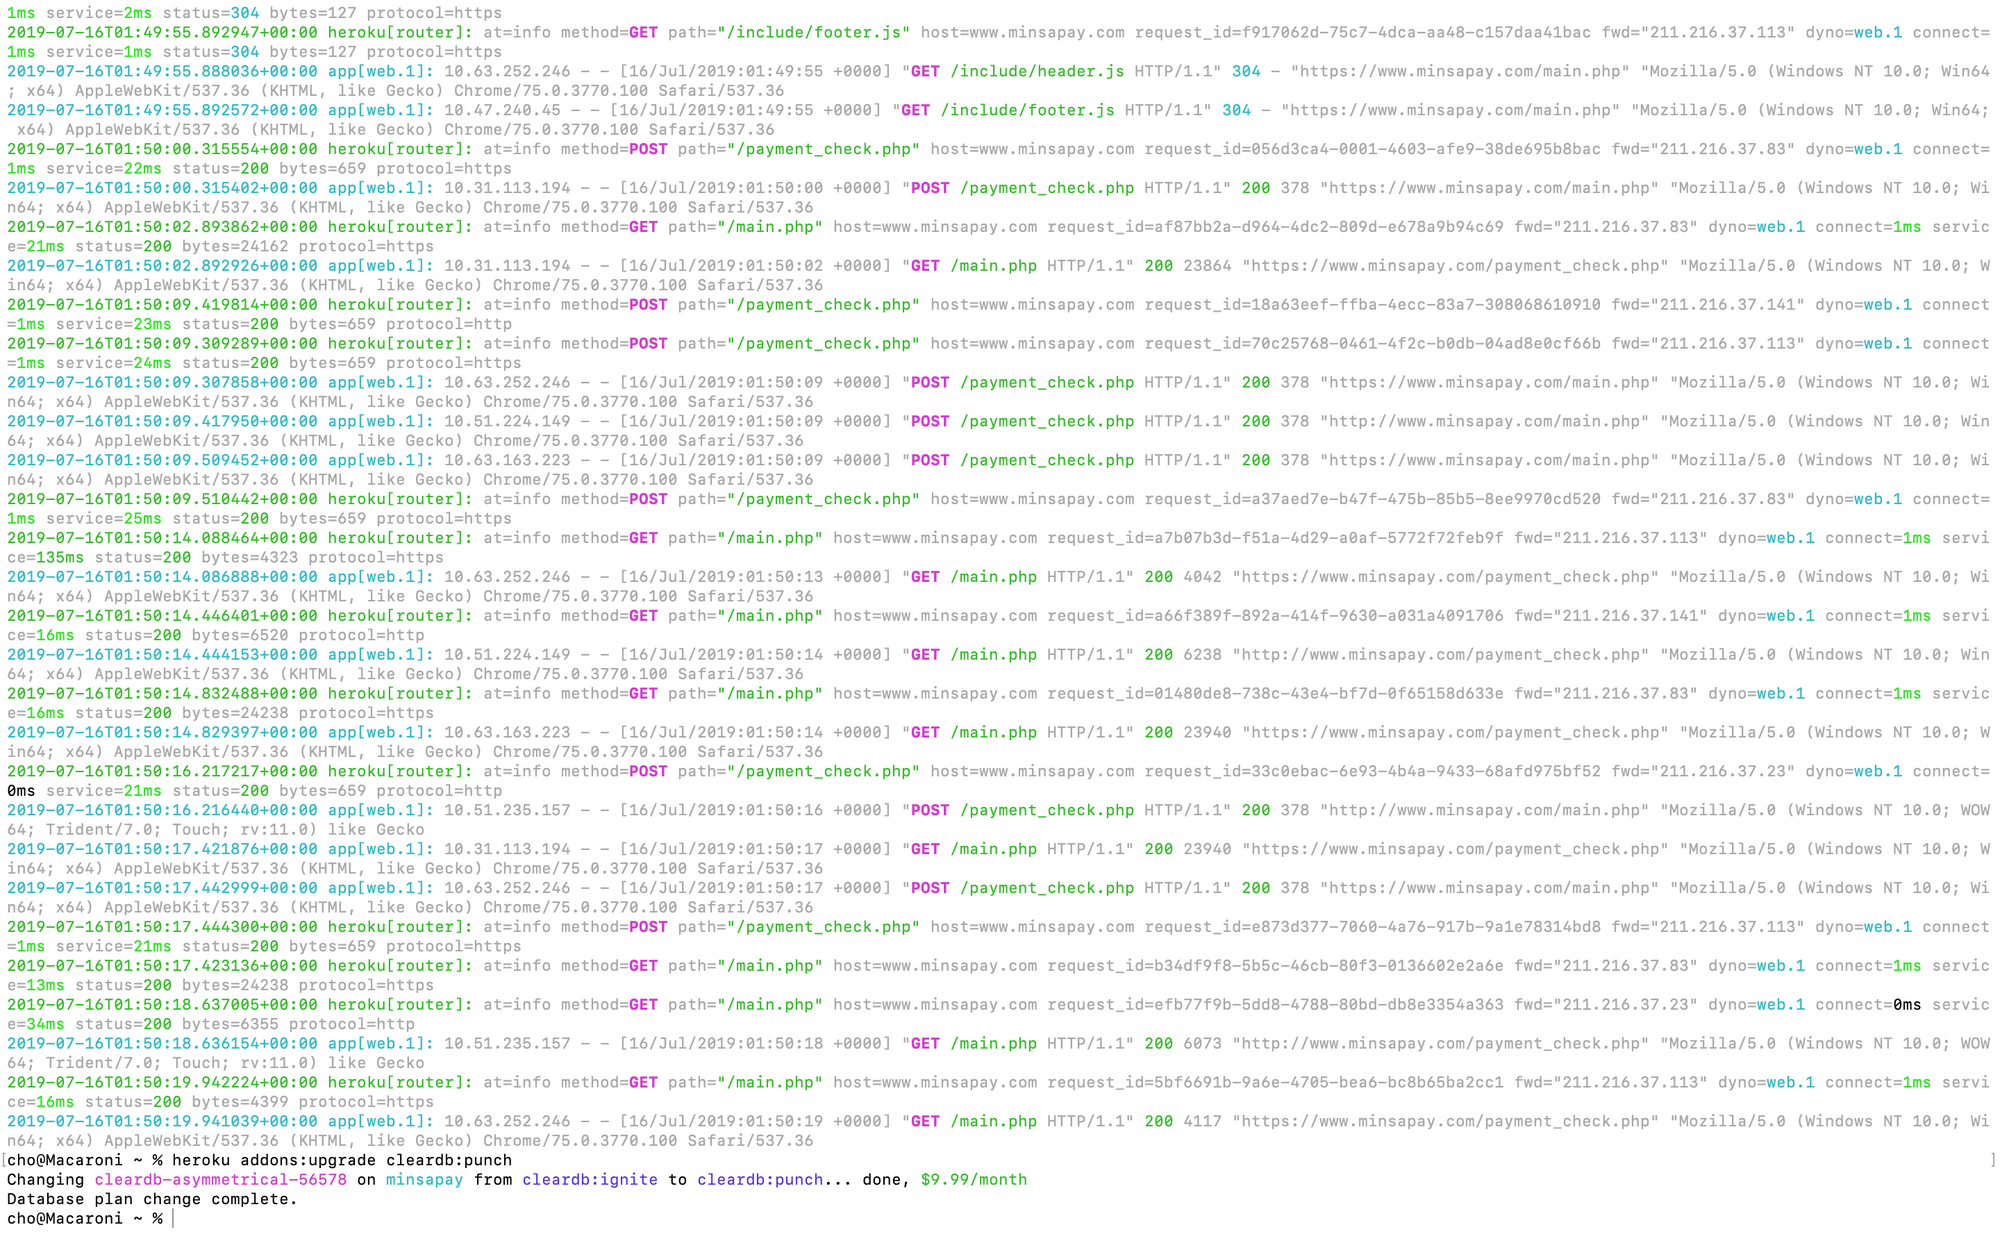 1ms service=2ms status=304 bytes=127 protocol=https
2019-07-16T01:49:55.892947+00:00 heroku[router]: at=info method=GET path="/include/footer.js" host=www.minsapay.com request_id=f917062d-75c7-4dca-aa48-c157daa41bac fwd="211.216.37.113" dyno=web.1 connect=
1ms service=1ms status=304 bytes=127 protocol=https
2019-07-16T01:49:55.888036+00:00 app[web.1]: 10.63.252.246 - - [16/Jul/2019:01:49:55 +0000] "GET /include/header.js HTTP/1.1" 304 - "https://www.minsapay.com/main.php" "Mozilla/5.0 (Windows NT 10.0; Win64
; x64) AppleWebKit/537.36 (KHTML, like Gecko) Chrome/75.0.3770.100 Safari/537.36
2019-07-16T01:49:55.892572+00:00 app[web.1]: 10.47.240.45 - - [16/Jul/2019:01:49:55 +0000] "GET /include/footer.js HTTP/1.1" 304 - "https://www.minsapay.com/main.php" "Mozilla/5.0 (Windows NT 10.0; Win64;
 x64) AppleWebKit/537.36 (KHTML, like Gecko) Chrome/75.0.3770.100 Safari/537.36
2019-07-16T01:50:00.315554+00:00 heroku[router]: at=info method=POST path="/payment_check.php" host=www.minsapay.com request_id=056d3ca4-0001-4603-afe9-38de695b8bac fwd="211.216.37.83" dyno=web.1 connect=
1ms service=22ms status=200 bytes=659 protocol=https
2019-07-16T01:50:00.315402+00:00 app[web.1]: 10.31.113.194 - - [16/Jul/2019:01:50:00 +0000] "POST /payment_check.php HTTP/1.1" 200 378 "https://www.minsapay.com/main.php" "Mozilla/5.0 (Windows NT 10.0; Wi
n64; x64) AppleWebKit/537.36 (KHTML, like Gecko) Chrome/75.0.3770.100 Safari/537.36
2019-07-16T01:50:02.893862+00:00 heroku[router]: at=info method=GET path="/main.php" host=www.minsapay.com request_id=af87bb2a-d964-4dc2-809d-e678a9b94c69 fwd="211.216.37.83" dyno=web.1 connect=1ms servic
e=21ms status=200 bytes=24162 protocol=https
2019-07-16T01:50:02.892926+00:00 app[web.1]: 10.31.113.194 - - [16/Jul/2019:01:50:02 +0000] "GET /main.php HTTP/1.1" 200 23864 "https://www.minsapay.com/payment_check.php" "Mozilla/5.0 (Windows NT 10.0; W
in64; x64) AppleWebKit/537.36 (KHTML, like Gecko) Chrome/75.0.3770.100 Safari/537.36
2019-07-16T01:50:09.419814+00:00 heroku[router]: at=info method=POST path="/payment_check.php" host=www.minsapay.com request_id=18a63eef-ffba-4ecc-83a7-308068610910 fwd="211.216.37.141" dyno=web.1 connect
=1ms service=23ms status=200 bytes=659 protocol=http
2019-07-16T01:50:09.309289+00:00 heroku[router]: at=info method=POST path="/payment_check.php" host=www.minsapay.com request_id=70c25768-0461-4f2c-b0db-04ad8e0cf66b fwd="211.216.37.113" dyno=web.1 connect
=1ms service=24ms status=200 bytes=659 protocol=https
2019-07-16T01:50:09.307858+00:00 app[web.1]: 10.63.252.246 - - [16/Jul/2019:01:50:09 +0000] "POST /payment_check.php HTTP/1.1" 200 378 "https://www.minsapay.com/main.php" "Mozilla/5.0 (Windows NT 10.0; Wi
n64; x64) AppleWebKit/537.36 (KHTML, like Gecko) Chrome/75.0.3770.100 Safari/537.36
2019-07-16T01:50:09.417950+00:00 app[web.1]: 10.51.224.149 - - [16/Jul/2019:01:50:09 +0000] "POST /payment_check.php HTTP/1.1" 200 378 "http://www.minsapay.com/main.php" "Mozilla/5.0 (Windows NT 10.0; Win
64; x64) AppleWebKit/537.36 (KHTML, like Gecko) Chrome/75.0.3770.100 Safari/537.36
2019-07-16T01:50:09.509452+00:00 app[web.1]: 10.63.163.223 - - [16/Jul/2019:01:50:09 +0000] "POST /payment_check.php HTTP/1.1" 200 378 "https://www.minsapay.com/main.php" "Mozilla/5.0 (Windows NT 10.0; Wi
n64; x64) AppleWebKit/537.36 (KHTML, like Gecko) Chrome/75.0.3770.100 Safari/537.36
2019-07-16T01:50:09.510442+00:00 heroku[router]: at=info method=POST path="/payment_check.php" host=www.minsapay.com request_id=a37aed7e-b47f-475b-85b5-8ee9970cd520 fwd="211.216.37.83" dyno=web.1 connect=
1ms service=25ms status=200 bytes=659 protocol=https
2019-07-16T01:50:14.088464+00:00 heroku[router]: at=info method=GET path="/main.php" host=www.minsapay.com request_id=a7b07b3d-f51a-4d29-a0af-5772f72feb9f fwd="211.216.37.113" dyno=web.1 connect=1ms servi
ce=135ms status=200 bytes=4323 protocol=https
2019-07-16T01:50:14.086888+00:00 app[web.1]: 10.63.252.246 - - [16/Jul/2019:01:50:13 +0000] "GET /main.php HTTP/1.1" 200 4042 "https://www.minsapay.com/payment_check.php" "Mozilla/5.0 (Windows NT 10.0; Wi
n64; x64) AppleWebKit/537.36 (KHTML, like Gecko) Chrome/75.0.3770.100 Safari/537.36
2019-07-16T01:50:14.446401+00:00 heroku[router]: at=info method=GET path="/main.php" host=www.minsapay.com request_id=a66f389f-892a-414f-9630-a031a4091706 fwd="211.216.37.141" dyno=web.1 connect=1ms servi
ce=16ms status=200 bytes=6520 protocol=http
2019-07-16T01:50:14.444153+00:00 app[web.1]: 10.51.224.149 - - [16/Jul/2019:01:50:14 +0000] "GET /main.php HTTP/1.1" 200 6238 "http://www.minsapay.com/payment_check.php" "Mozilla/5.0 (Windows NT 10.0; Win
64; x64) AppleWebKit/537.36 (KHTML, like Gecko) Chrome/75.0.3770.100 Safari/537.36
2019-07-16T01:50:14.832488+00:00 heroku[router]: at=info method=GET path="/main.php" host=www.minsapay.com request_id=01480de8-738c-43e4-bf7d-0f65158d633e fwd="211.216.37.83" dyno=web.1 connect=1ms servic
e=16ms status=200 bytes=24238 protocol=https
2019-07-16T01:50:14.829397+00:00 app[web.1]: 10.63.163.223 - - [16/Jul/2019:01:50:14 +0000] "GET /main.php HTTP/1.1" 200 23940 "https://www.minsapay.com/payment_check.php" "Mozilla/5.0 (Windows NT 10.0; W
in64; x64) AppleWebKit/537.36 (KHTML, like Gecko) Chrome/75.0.3770.100 Safari/537.36
2019-07-16T01:50:16.217217+00:00 heroku[router]: at=info method=POST path="/payment_check.php" host=www.minsapay.com request_id=33c0ebac-6e93-4b4a-9433-68afd975bf52 fwd="211.216.37.23" dyno=web.1 connect=
0ms service=21ms status=200 bytes=659 protocol=http
2019-07-16T01:50:16.216440+00:00 app[web.1]: 10.51.235.157 - - [16/Jul/2019:01:50:16 +0000] "POST /payment_check.php HTTP/1.1" 200 378 "http://www.minsapay.com/main.php" "Mozilla/5.0 (Windows NT 10.0; WOW
64; Trident/7.0; Touch; rv:11.0) like Gecko
2019-07-16T01:50:17.421876+00:00 app[web.1]: 10.31.113.194 - - [16/Jul/2019:01:50:17 +0000] "GET /main.php HTTP/1.1" 200 23940 "https://www.minsapay.com/payment_check.php" "Mozilla/5.0 (Windows NT 10.0; W
in64; x64) AppleWebKit/537.36 (KHTML, like Gecko) Chrome/75.0.3770.100 Safari/537.36
2019-07-16T01:50:17.442999+00:00 app[web.1]: 10.63.252.246 - - [16/Jul/2019:01:50:17 +0000] "POST /payment_check.php HTTP/1.1" 200 378 "https://www.minsapay.com/main.php" "Mozilla/5.0 (Windows NT 10.0; Wi
n64; x64) AppleWebKit/537.36 (KHTML, like Gecko) Chrome/75.0.3770.100 Safari/537.36
2019-07-16T01:50:17.444300+00:00 heroku[router]: at=info method=POST path="/payment_check.php" host=www.minsapay.com request_id=e873d377-7060-4a76-917b-9a1e78314bd8 fwd="211.216.37.113" dyno=web.1 connect
=1ms service=21ms status=200 bytes=659 protocol=https
2019-07-16T01:50:17.423136+00:00 heroku[router]: at=info method=GET path="/main.php" host=www.minsapay.com request_id=b34df9f8-5b5c-46cb-80f3-0136602e2a6e fwd="211.216.37.83" dyno=web.1 connect=1ms servic
e=13ms status=200 bytes=24238 protocol=https
2019-07-16T01:50:18.637005+00:00 heroku[router]: at=info method=GET path="/main.php" host=www.minsapay.com request_id=efb77f9b-5dd8-4788-80bd-db8e3354a363 fwd="211.216.37.23" dyno=web.1 connect=0ms servic
e=34ms status=200 bytes=6355 protocol=http
2019-07-16T01:50:18.636154+00:00 app[web.1]: 10.51.235.157 - - [16/Jul/2019:01:50:18 +0000] "GET /main.php HTTP/1.1" 200 6073 "http://www.minsapay.com/payment_check.php" "Mozilla/5.0 (Windows NT 10.0; WOW
64; Trident/7.0; Touch; rv:11.0) like Gecko
2019-07-16T01:50:19.942224+00:00 heroku[router]: at=info method=GET path="/main.php" host=www.minsapay.com request_id=5bf6691b-9a6e-4705-bea6-bc8b65ba2cc1 fwd="211.216.37.113" dyno=web.1 connect=1ms servi
ce=16ms status=200 bytes=4399 protocol=https
2019-07-16T01:50:19.941039+00:00 app[web.1]: 10.63.252.246 - - [16/Jul/2019:01:50:19 +0000] "GET /main.php HTTP/1.1" 200 4117 "https://www.minsapay.com/payment_check.php" "Mozilla/5.0 (Windows NT 10.0; Wi
n64; x64) AppleWebKit/537.36 (KHTML, like Gecko) Chrome/75.0.3770.100 Safari/537.36
[cho@Macaroni ~ % heroku addons:upgrade cleardb:punch ]
Changing cleardb-asymmetrical-56578 on minsapay from cleardb:ignite to cleardb:punch... done, $9.99/month
Database plan change complete.
cho@Macaroni ~ %